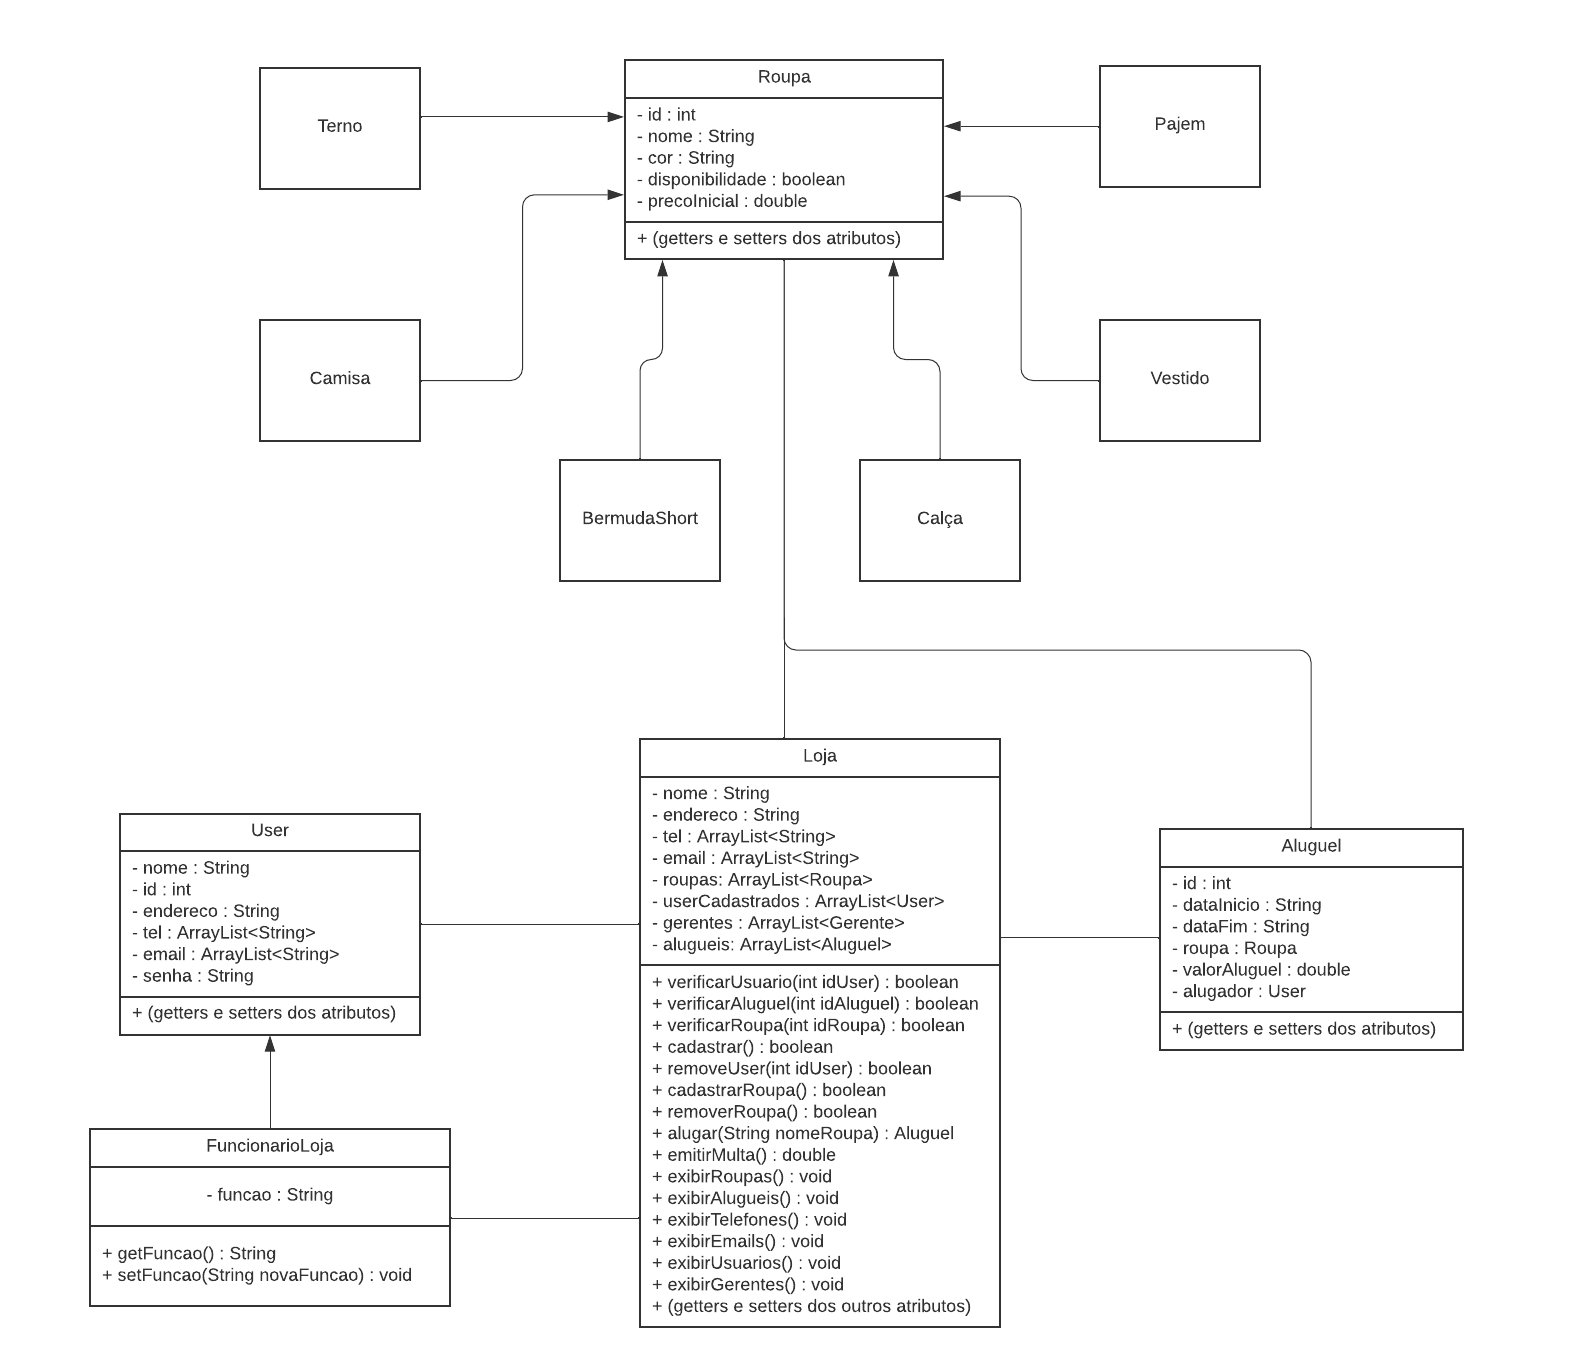 Terno
Roupa
- id : int
- nome : String
- cor : String
- disponibilidade : boolean
- precoInicial : double
+ (getters e setters dos atributos)
Pajem
Camisa
Vestido
BermudaShort
Calça
User
- nome : String
- id : int
- endereco : String
- tel : ArrayList<String>
- email : ArrayList<String>
- senha : String
+ (getters e setters dos atributos)
FuncionarioLoja
- funcao : String
+ getFuncao() : String
+ setFuncao(String novaFuncao) : void
Loja
- nome : String
- endereco : String
- tel : ArrayList<String>
- email : ArrayList<String>
- roupas: ArrayList<Roupa>
- userCadastrados : ArrayList<User>
- gerentes : ArrayList<Gerente>
- alugueis: ArrayList<Aluguel>
+ verificarUsuario(int idUser) : boolean
+ verificarAluguel(int idAluguel) : boolean
+ verificarRoupa(int idRoupa) : boolean
+ cadastrar() : boolean
+ removeUser(int idUser) : boolean
+ cadastrarRoupa() : boolean
+ removerRoupa() : boolean
+ alugar(String nomeRoupa) : Aluguel
+ emitirMulta() : double
+ exibirRoupas() : void
+ exibirAlugueis() : void
+ exibirTelefones() : void
+ exibirEmails() : void
+ exibirUsuarios() : void
+ exibirGerentes() : void
+ (getters e setters dos outros atributos)
Aluguel
- id : int
- dataInicio : String
- dataFim : String
- roupa : Roupa
- valorAluguel : double
- alugador : User
+ (getters e setters dos atributos)